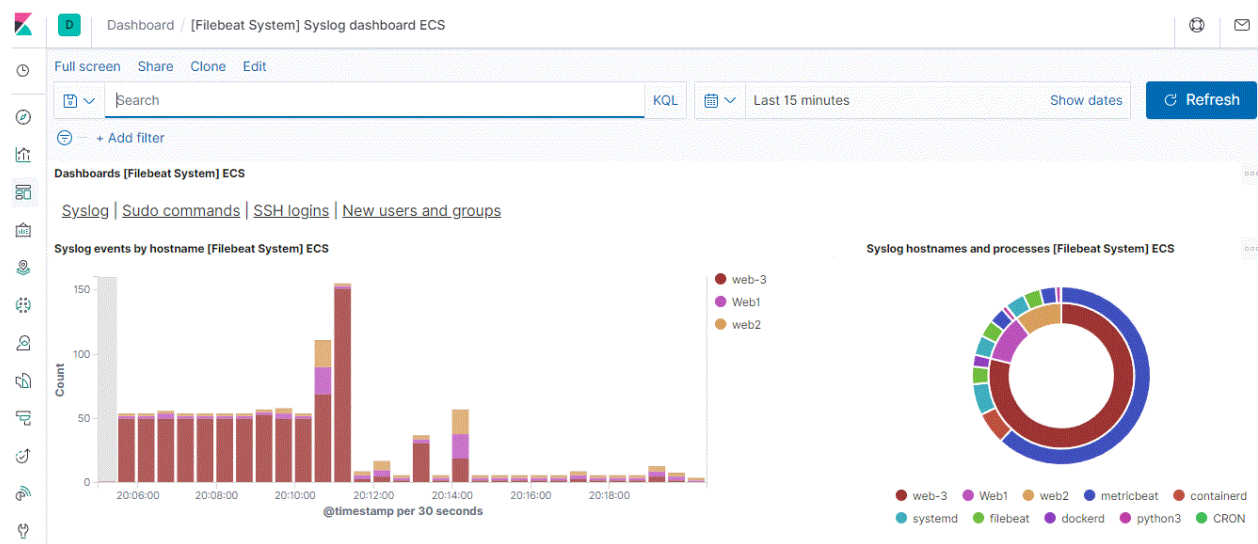 D Dashboard / [Filebeat System] Syslog dashboard ECS
Full screen Share Clone Edit
Search KQL Last 15 minutes Show dates Refresh
+ Add filter
Dashboards [Filebeat System] ECS
Syslog | Sudo commands | SSH logins | New users and groups
Syslog events by hostname [Filebeat System] ECS
150
100
50
0
Count
20:06:00 20:08:00 20:10:00 20:12:00 20:14:00 20:16:00 20:18:00
@timestamp per 30 seconds
web-3
Web1
web2
Syslog hostnames and processes [Filebeat System] ECS
web-3 Web1 web2 metricbeat containerd
systemd filebeat dockerd python3 CRON